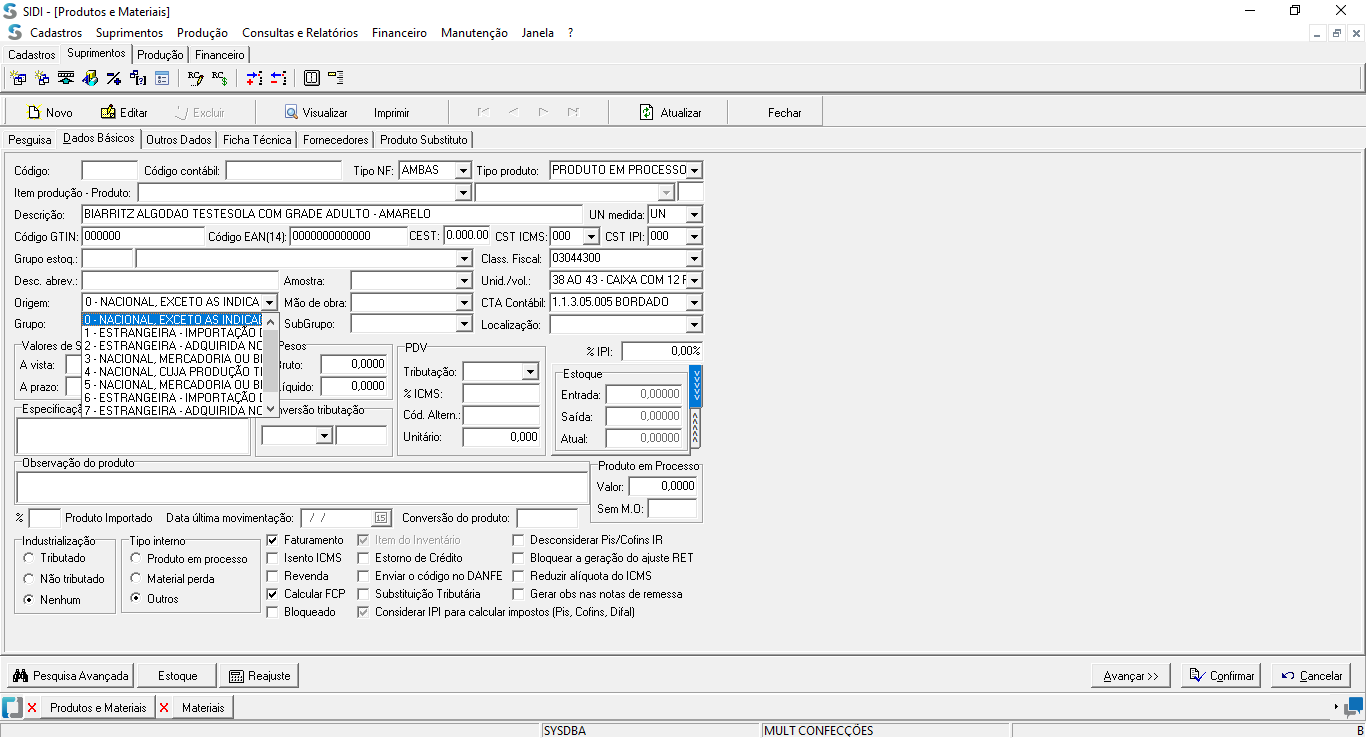 SIDI - [Produtos e Materiais]
Cadastros Suprimentos Produção Consultas e Relatórios Financeiro Manutenção Janela ?
Cadastros Suprimentos Produção Financeiro
Novo Editar Excluir Visualizar Imprimir Atualizar Fechar
Pesquisa Dados Básicos Outros Dados Ficha Técnica Fornecedores Produto Substituto
Código: Código contábil: Tipo NF: AMBAS Tipo produto: PRODUTO EM PROCESSO
Item produção - Produto:
Descrição: BIARRITZ ALGODAO TESTESOLA COM GRADE ADULTO - AMARELO UN medida: UN
Código GTIN: 000000 Código EAN(14): 0000000000000 CEST: 0.000.00 CST ICMS: 000 CST IPI: 000
Grupo estoq.: Class. Fiscal: 03044300
Desc. abrev.: Amostra: Unid./vol.: 38 AO 43 - CAIXA COM 12 P
Origem: 0 - NACIONAL, EXCETO AS INDICA Mão de obra: CTA Contábil: 1.1.3.05.005 BORDADO
Grupo: SubGrupo: Localização:
0 - NACIONAL, EXCETO AS INDICAD
1 - ESTRANGEIRA - IMPORTAÇÃO D
2 - ESTRANGEIRA - ADQUIRIDA NO
3 - NACIONAL, MERCADORIA OU BE
4 - NACIONAL, CUJA PRODUÇÃO TE
5 - NACIONAL, MERCADORIA OU BE
6 - ESTRANGEIRA - IMPORTAÇÃO D
7 - ESTRANGEIRA - ADQUIRIDA NO
Valores de S
A vista:
A prazo:
Pesos
Bruto: 0,0000
Líquido: 0,0000
PDV
Tributação:
% ICMS:
Cód. Altern.:
Unitário: 0,000
% IPI: 0,00%
Estoque
Entrada: 0,00000
Saída: 0,00000
Atual: 0,00000
Especificaçã
nversão tributação
Observação do produto
Produto em Processo
Valor: 0,0000
Sem M.O:
% Produto Importado Data última movimentação: / / 15 Conversão do produto:
Industrialização
Tributado
Não tributado
Nenhum
Tipo interno
Produto em processo
Material perda
Outros
Faturamento Item do Inventário Desconsiderar Pis/Cofins IR
Isento ICMS Estorno de Crédito Bloquear a geração do ajuste RET
Revenda Enviar o código no DANFE Reduzir alíquota do ICMS
Calcular FCP Substituição Tributária Gerar obs nas notas de remessa
Bloqueado Considerar IPI para calcular impostos (Pis, Cofins, Difal)
Pesquisa Avançada Estoque Reajuste Avançar >> Confirmar Cancelar
Produtos e Materiais Materiais
SYSDBA MULT CONFECÇÕES B